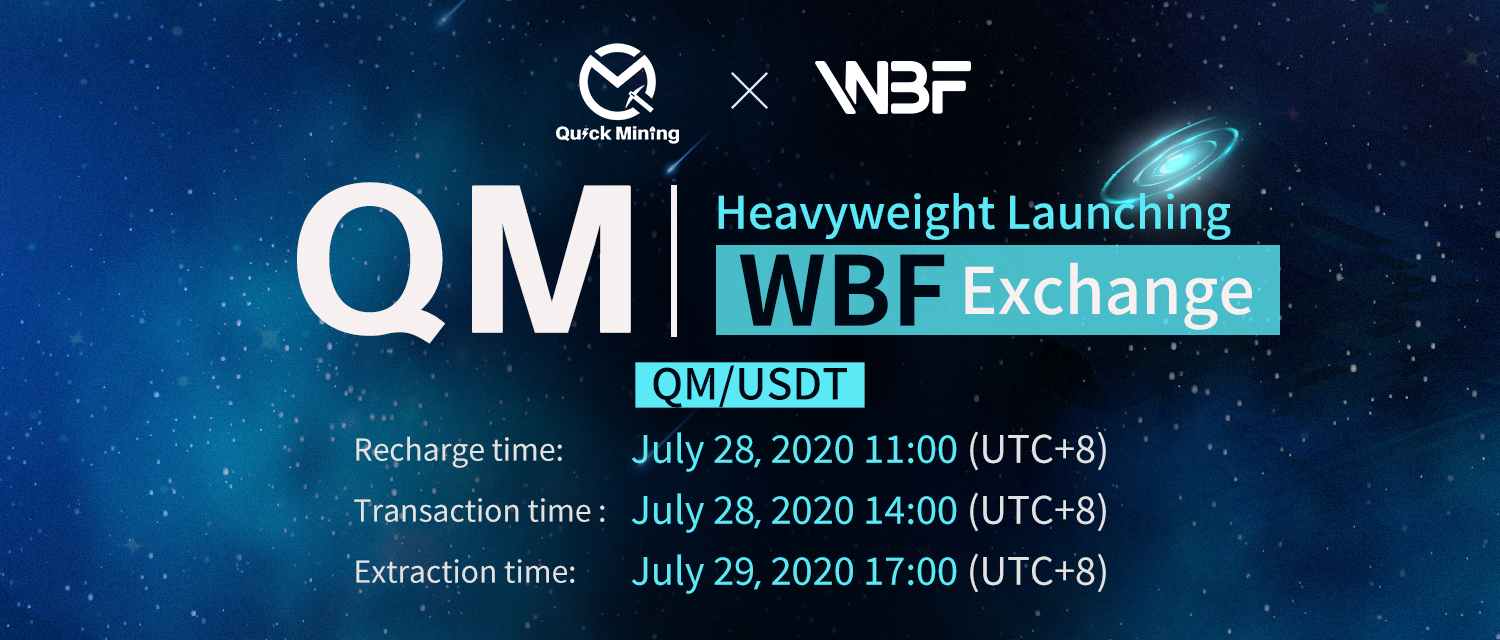 Quick Mining
WBF
QM
Heavyweight Launching
WBF Exchange
QM/USDT
Recharge time: July 28, 2020 11:00 (UTC+8)
Transaction time : July 28, 2020 14:00 (UTC+8)
Extraction time: July 29, 2020 17:00 (UTC+8)